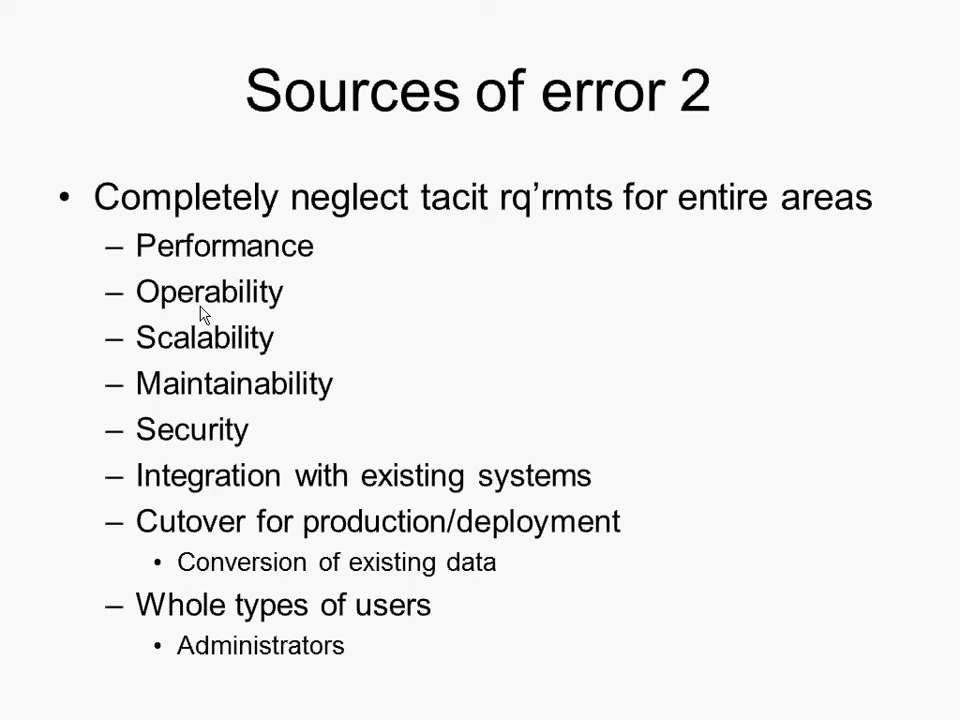 Sources of error 2
• Completely neglect tacit rq’rmts for entire areas
– Performance
– Operability
– Scalability
– Maintainability
– Security
– Integration with existing systems
– Cutover for production/deployment
• Conversion of existing data
– Whole types of users
• Administrators